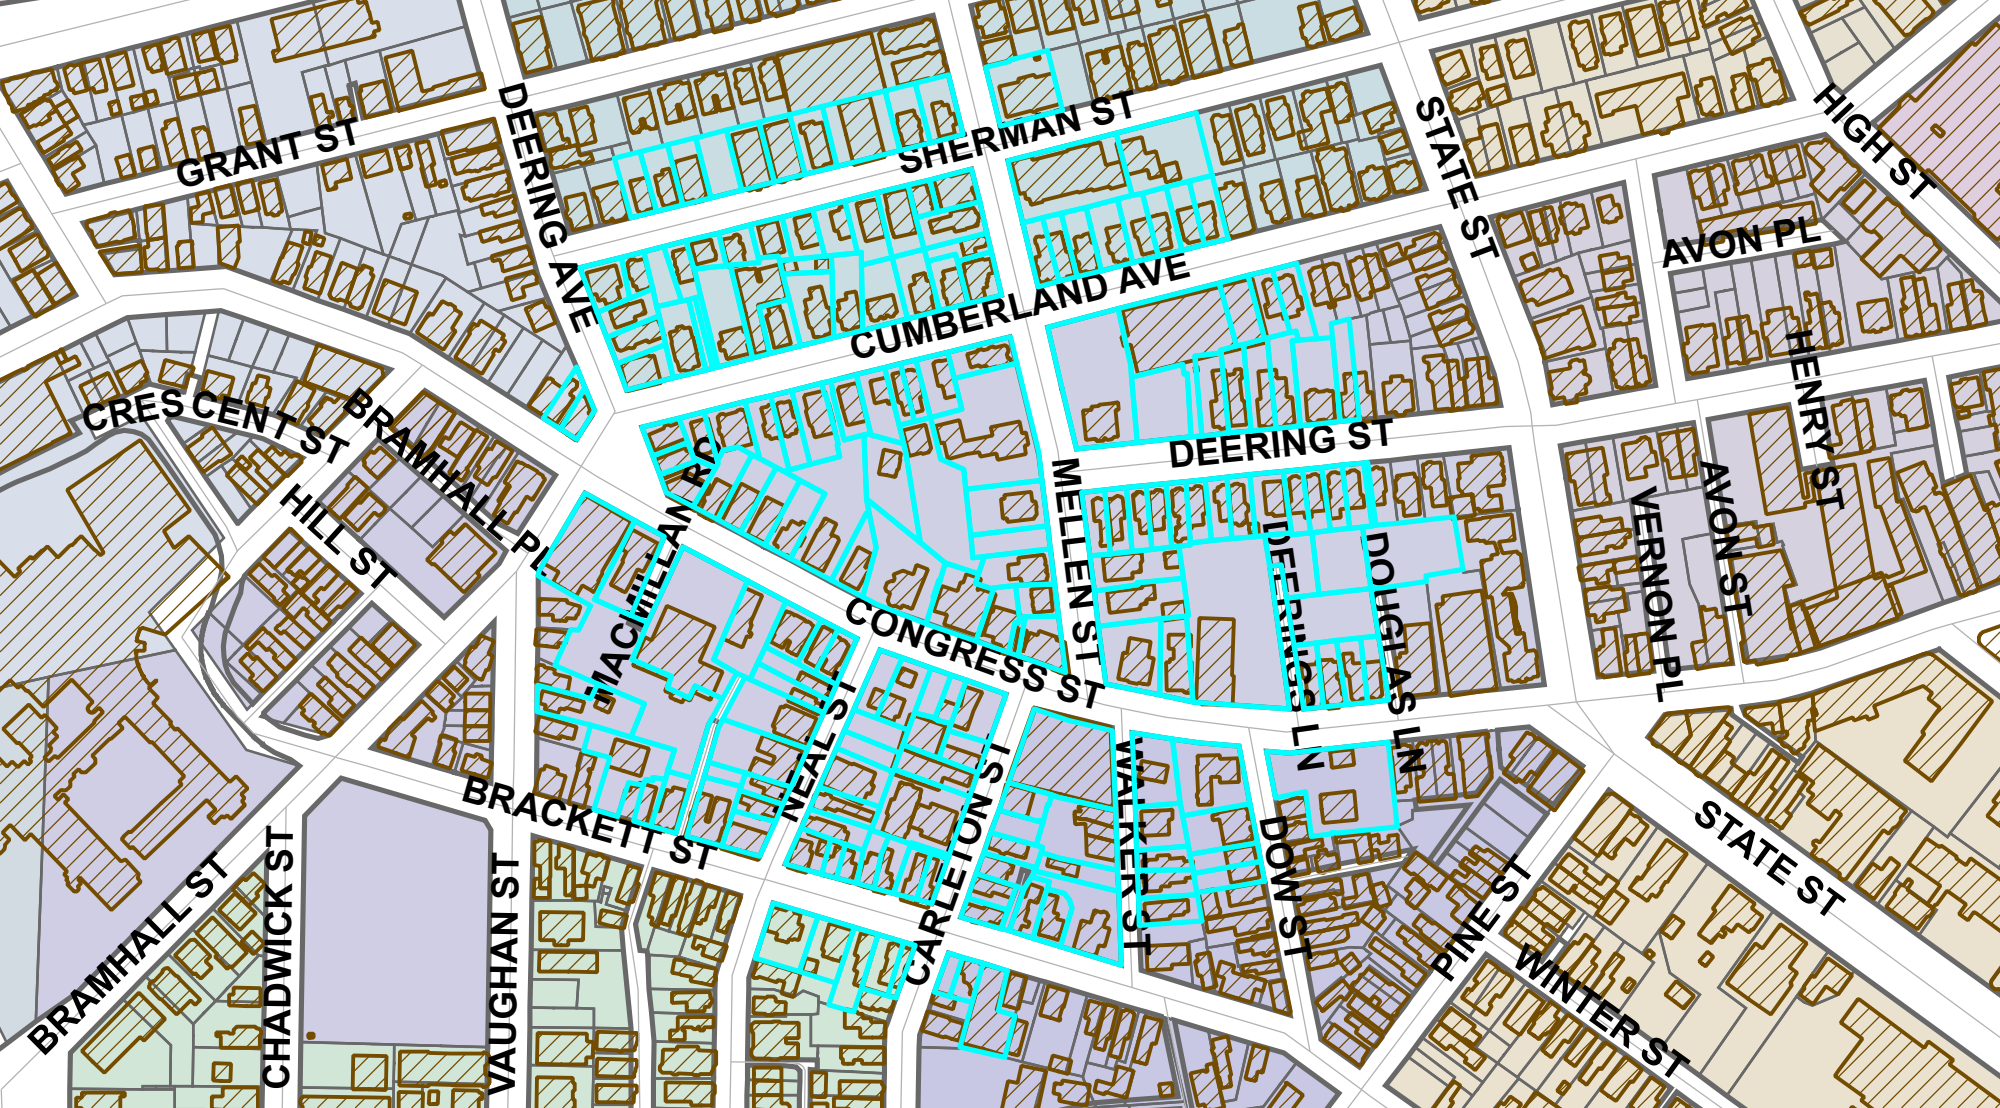 GRANT ST
DEERING AVE
SHERMAN ST
STATE ST
HIGH ST
AVON PL
CUMBERLAND AVE
HENRY ST
CRESCENT ST
BRAMHALL PL
HILL ST
MACMILLAN RD
DEERING ST
MELLEN ST
DEERINGS LN
DOUGLAS LN
VERNON PL
AVON ST
CONGRESS ST
NEAL ST
CARLETON ST
WALKER ST
DOW ST
BRACKETT ST
BRAMHALL ST
CHADWICK ST
VAUGHAN ST
PINE ST
STATE ST
WINTER ST